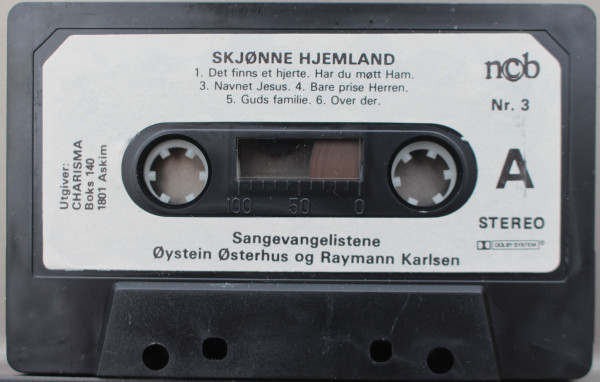 SKJØNNE HJEMLAND
1. Det finns et hjerte. Har du møtt Ham.
3. Navnet Jesus. 4. Bare prise Herren.
5. Guds familie. 6. Over der.
ncb
Nr. 3
Utgiver:
CHARISMA
Boks 140
1801 Askim
A
100 50 0
STEREO
DOLBY SYSTEM
Sangevangelistene
Øystein Østerhus og Raymann Karlsen